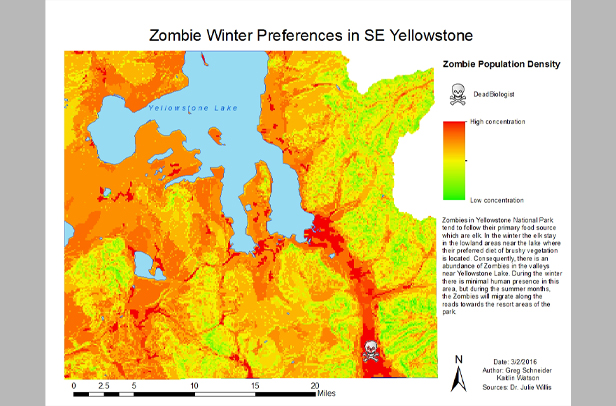 Zombie Winter Preferences in SE Yellowstone
Yellowstone Lake
Zombie Population Density
DeadBiologist
High concentration
Low concentration
Zombies in Yellowstone National Park
tend to follow their primary food source
which are elk. In the winter the elk stay
in the lowland areas near the lake where
their preferred diet of brushy vegetation
is located. Consequently, there is an
abundance of Zombies in the valleys
near Yellowstone Lake. During the winter
there is minimal human presence in this
area, but during the summer months,
the Zombies will migrate along the
roads towards the resort areas of the
park.
N
Date: 3/2/2016
Author: Greg Schneider
Kaitlin Watson
Sources: Dr. Julie Willis
0 2.5 5 10 15 20
Miles